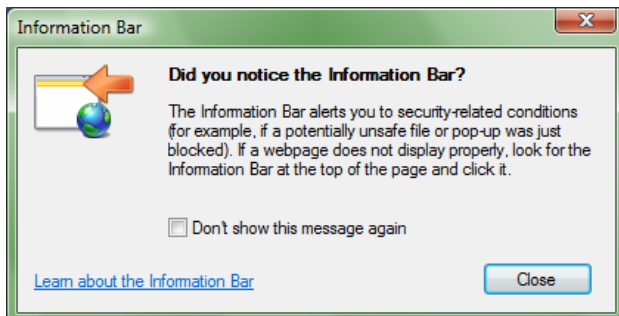 Information Bar
Did you notice the Information Bar?
The Information Bar alerts you to security-related conditions
(for example, if a potentially unsafe file or pop-up was just
blocked). If a webpage does not display properly, look for the
Information Bar at the top of the page and click it.
Don't show this message again
Learn about the Information Bar
Close